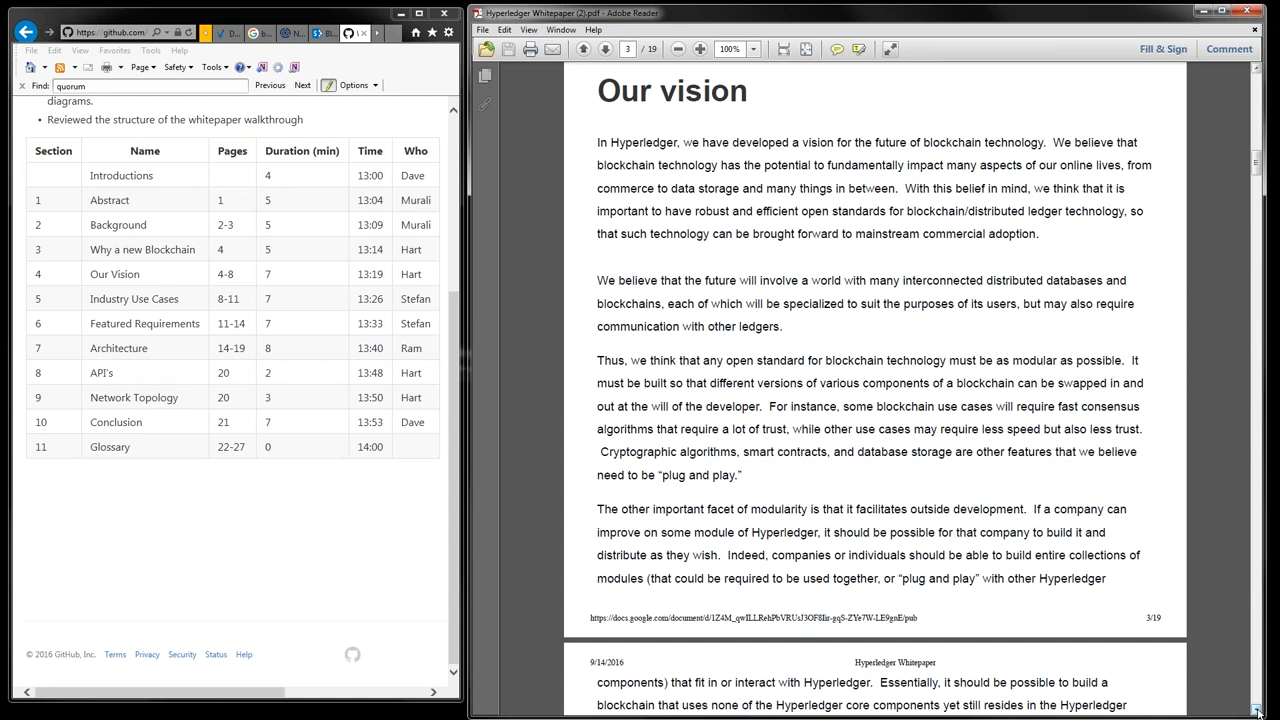 https://github.com/
File Edit View Favorites Tools Help
Page Safety Tools
Find: quorum Previous Next Options
diagrams.
• Reviewed the structure of the whitepaper walkthrough
Section Name Pages Duration (min) Time Who
Introductions 4 13:00 Dave
1 Abstract 1 5 13:04 Murali
2 Background 2-3 5 13:09 Murali
3 Why a new Blockchain 4 5 13:14 Hart
4 Our Vision 4-8 7 13:19 Hart
5 Industry Use Cases 8-11 7 13:26 Stefan
6 Featured Requirements 11-14 7 13:33 Stefan
7 Architecture 14-19 8 13:40 Ram
8 API's 20 2 13:48 Hart
9 Network Topology 20 3 13:50 Hart
10 Conclusion 21 7 13:53 Dave
11 Glossary 22-27 0 14:00
© 2016 GitHub, Inc. Terms Privacy Security Status Help
Hyperledger Whitepaper (2).pdf - Adobe Reader
File Edit View Window Help
3 / 19 100% Fill & Sign Comment
Our vision
In Hyperledger, we have developed a vision for the future of blockchain technology. We believe that
blockchain technology has the potential to fundamentally impact many aspects of our online lives, from
commerce to data storage and many things in between. With this belief in mind, we think that it is
important to have robust and efficient open standards for blockchain/distributed ledger technology, so
that such technology can be brought forward to mainstream commercial adoption.
We believe that the future will involve a world with many interconnected distributed databases and
blockchains, each of which will be specialized to suit the purposes of its users, but may also require
communication with other ledgers.
Thus, we think that any open standard for blockchain technology must be as modular as possible. It
must be built so that different versions of various components of a blockchain can be swapped in and
out at the will of the developer. For instance, some blockchain use cases will require fast consensus
algorithms that require a lot of trust, while other use cases may require less speed but also less trust.
Cryptographic algorithms, smart contracts, and database storage are other features that we believe
need to be “plug and play.”
The other important facet of modularity is that it facilitates outside development. If a company can
improve on some module of Hyperledger, it should be possible for that company to build it and
distribute as they wish. Indeed, companies or individuals should be able to build entire collections of
modules (that could be required to be used together, or “plug and play” with other Hyperledger
https://docs.google.com/document/d/1Z4M_qwILLRehPbVRUsJ3OF8Iir-gqS-ZYe7W-LE9gnE/pub 3/19
9/14/2016 Hyperledger Whitepaper
components) that fit in or interact with Hyperledger. Essentially, it should be possible to build a
blockchain that uses none of the Hyperledger core components yet still resides in the Hyperledger